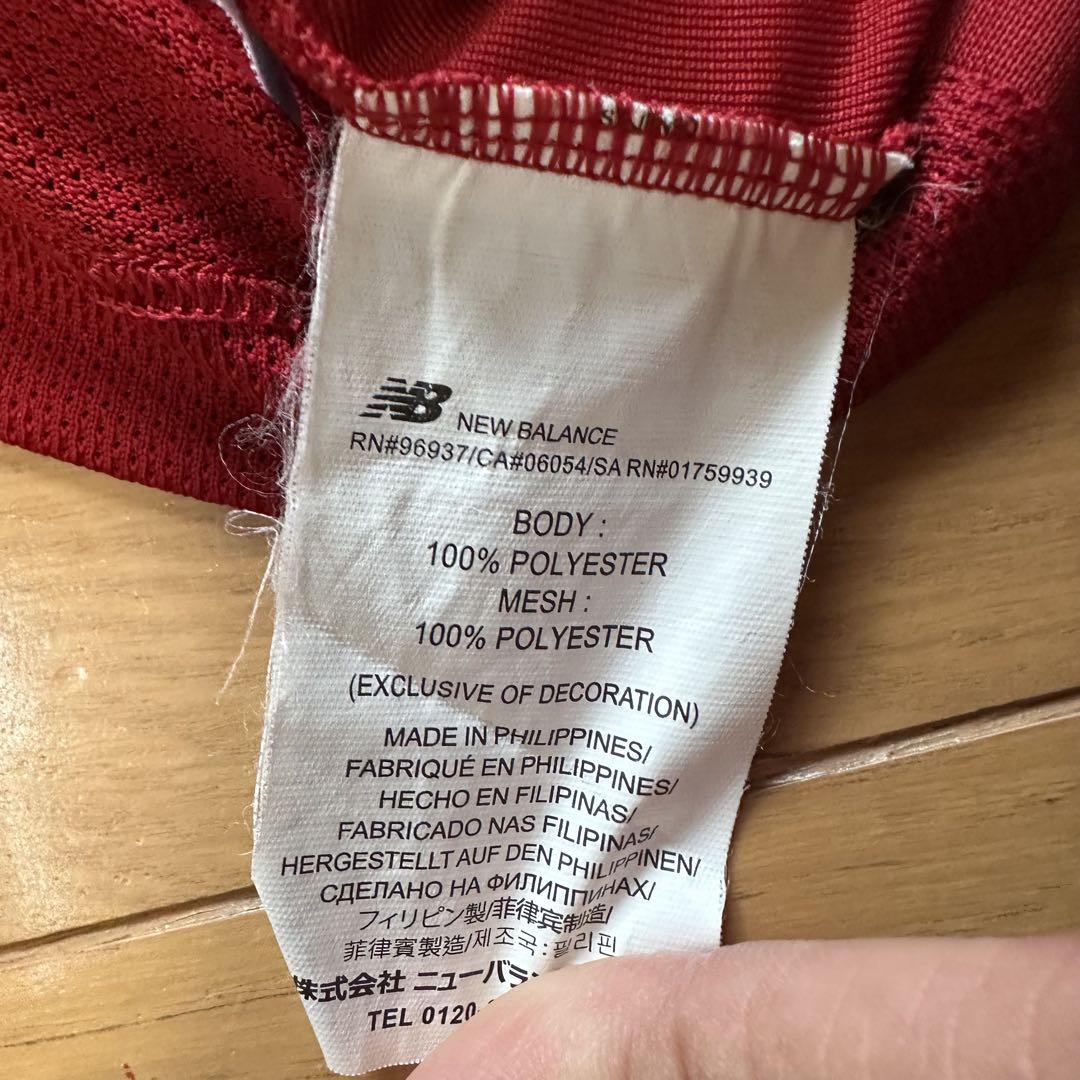 NB NEW BALANCE
RN#96937/CA#06054/SA RN#01759939
BODY :
100% POLYESTER
MESH :
100% POLYESTER
(EXCLUSIVE OF DECORATION)
MADE IN PHILIPPINES/
FABRIQUÉ EN PHILIPPINES/
HECHO EN FILIPINAS/
FABRICADO NAS FILIPINAS/
HERGESTELLT AUF DEN PHILIPPINEN/
СДЕЛАНО НА ФИЛИППИНАХ/
フィリピン製/菲律宾制造/
菲律賓製造/제조국 : 필리핀
株式会社 ニューバラ
TEL 0120-